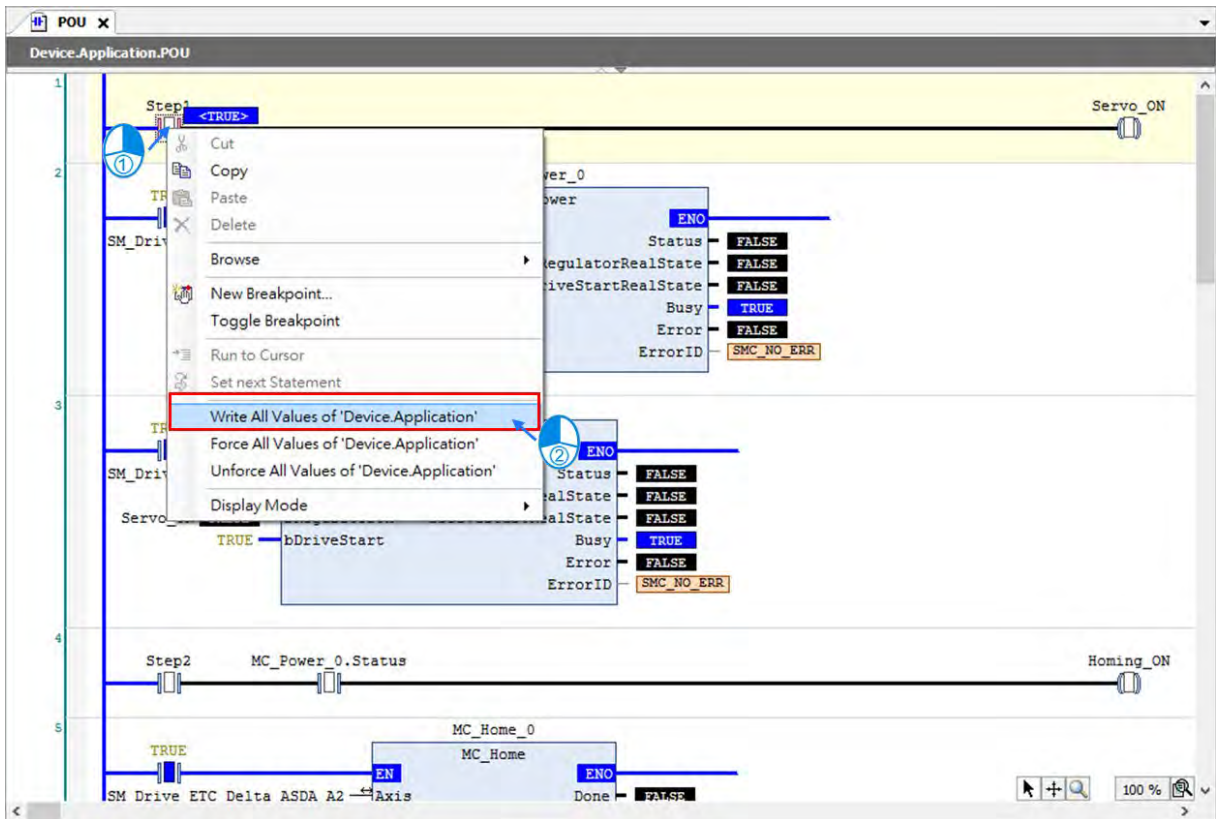 POU
Device.Application.POU
1
Step1
<TRUE>
Servo_ON
①
Cut
Copy
Paste
Delete
Browse
New Breakpoint...
Toggle Breakpoint
Run to Cursor
Set next Statement
Write All Values of 'Device.Application'
Force All Values of 'Device.Application'
Unforce All Values of 'Device.Application'
Display Mode
②
2
ENO
Status FALSE
RegulatorRealState FALSE
FALSE
Busy TRUE
Error FALSE
ErrorID SMC_NO_ERR
3
ENO
Status FALSE
FALSE
FALSE
TRUE bDriveStart Busy TRUE
Error FALSE
ErrorID SMC_NO_ERR
4
Step2 MC_Power_0.Status Homing_ON
5
MC_Home_0
TRUE MC_Home
EN ENO
SM_Drive_ETC_Delta_ASDA_A2 Axis Done FALSE
100 %